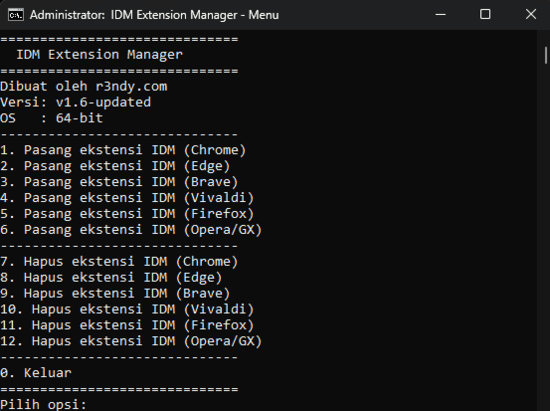 Administrator: IDM Extension Manager - Menu
==============================
  IDM Extension Manager
==============================
Dibuat oleh r3ndy.com
Versi: v1.6-updated
OS   : 64-bit
------------------------------
1. Pasang ekstensi IDM (Chrome)
2. Pasang ekstensi IDM (Edge)
3. Pasang ekstensi IDM (Brave)
4. Pasang ekstensi IDM (Vivaldi)
5. Pasang ekstensi IDM (Firefox)
6. Pasang ekstensi IDM (Opera/GX)
------------------------------
7. Hapus ekstensi IDM (Chrome)
8. Hapus ekstensi IDM (Edge)
9. Hapus ekstensi IDM (Brave)
10. Hapus ekstensi IDM (Vivaldi)
11. Hapus ekstensi IDM (Firefox)
12. Hapus ekstensi IDM (Opera/GX)
------------------------------
0. Keluar
==============================
Pilih opsi: